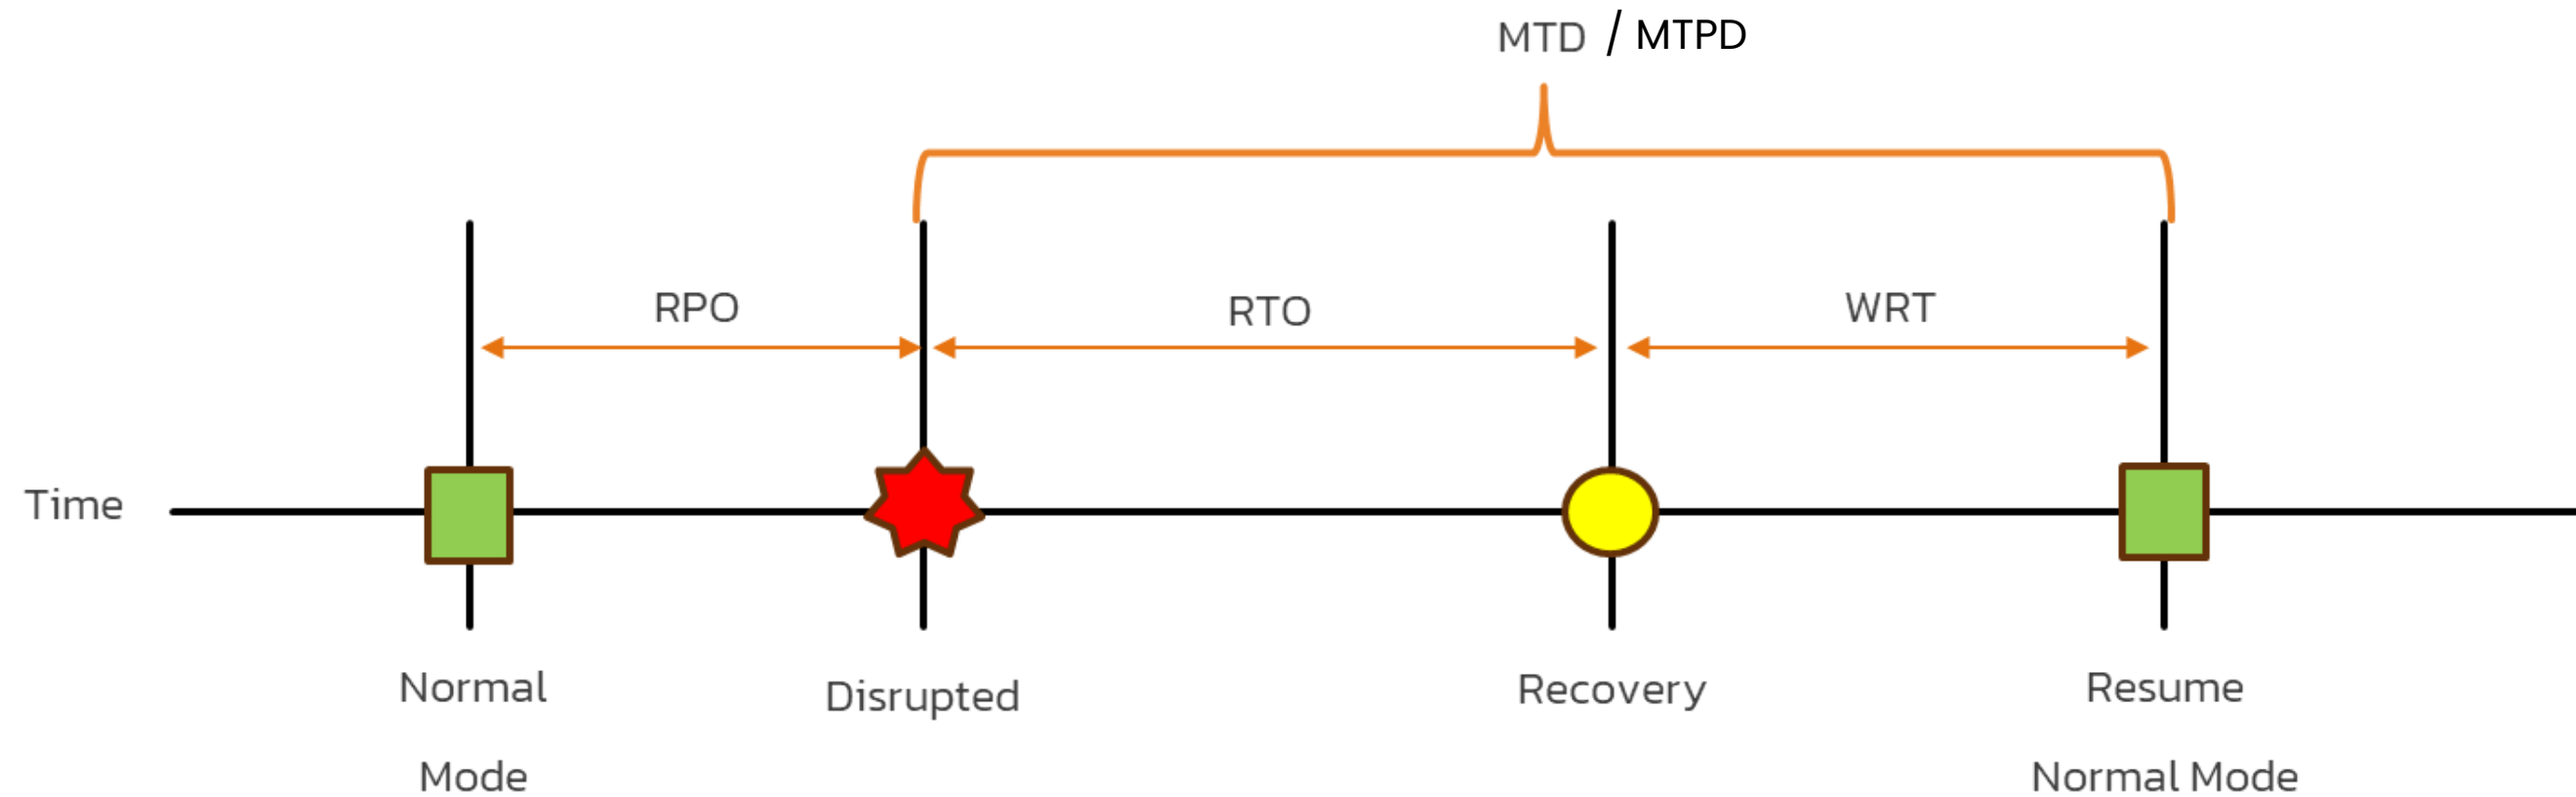 MTD / MTPD
RPO
RTO
WRT
Time
Normal
Mode
Disrupted
Recovery
Resume
Normal Mode